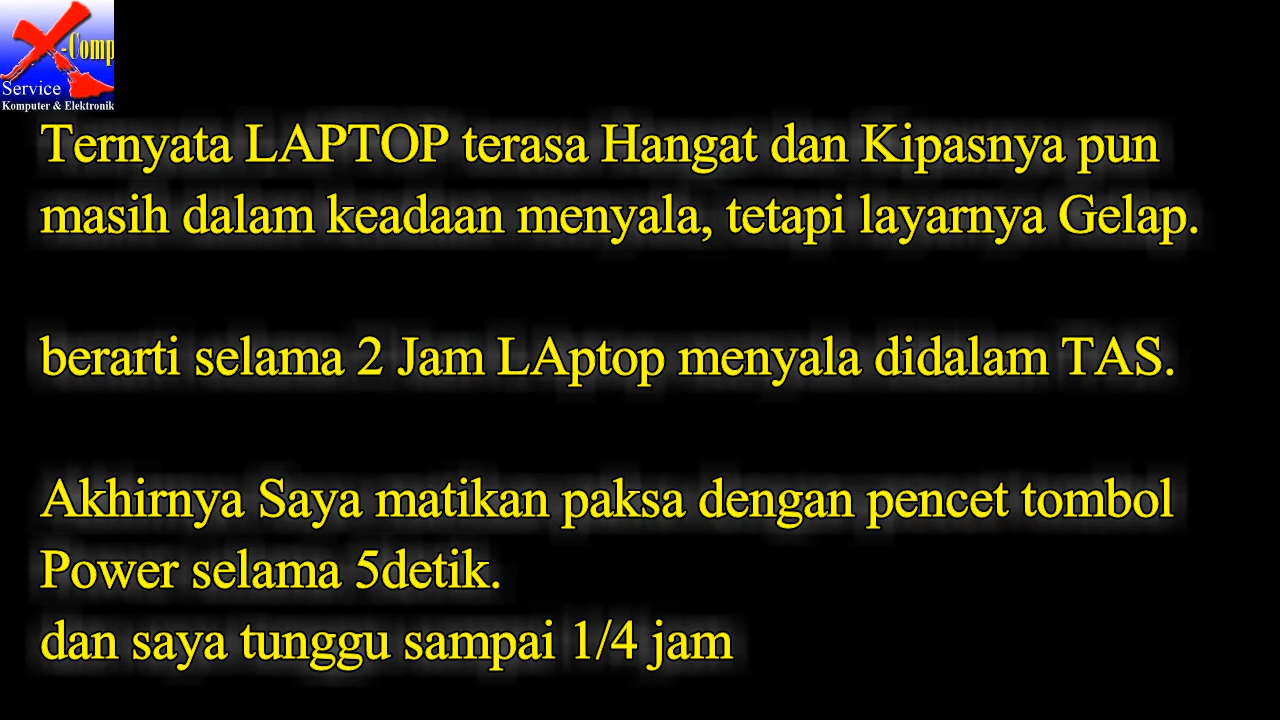 X-Comp
Service
Komputer & Elektronik
Ternyata LAPTOP terasa Hangat dan Kipasnya pun
masih dalam keadaan menyala, tetapi layarnya Gelap.
berarti selama 2 Jam LAptop menyala didalam TAS.
Akhirnya Saya matikan paksa dengan pencet tombol
Power selama 5detik.
dan saya tunggu sampai 1/4 jam